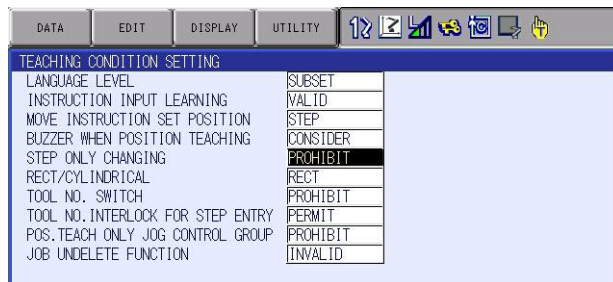 DATA EDIT DISPLAY UTILITY
TEACHING CONDITION SETTING
LANGUAGE LEVEL SUBSET
INSTRUCTION INPUT LEARNING VALID
MOVE INSTRUCTION SET POSITION STEP
BUZZER WHEN POSITION TEACHING CONSIDER
STEP ONLY CHANGING PROHIBIT
RECT/CYLINDRICAL RECT
TOOL NO. SWITCH PROHIBIT
TOOL NO.INTERLOCK FOR STEP ENTRY PERMIT
POS.TEACH ONLY JOG CONTROL GROUP PROHIBIT
JOB UNDELETE FUNCTION INVALID